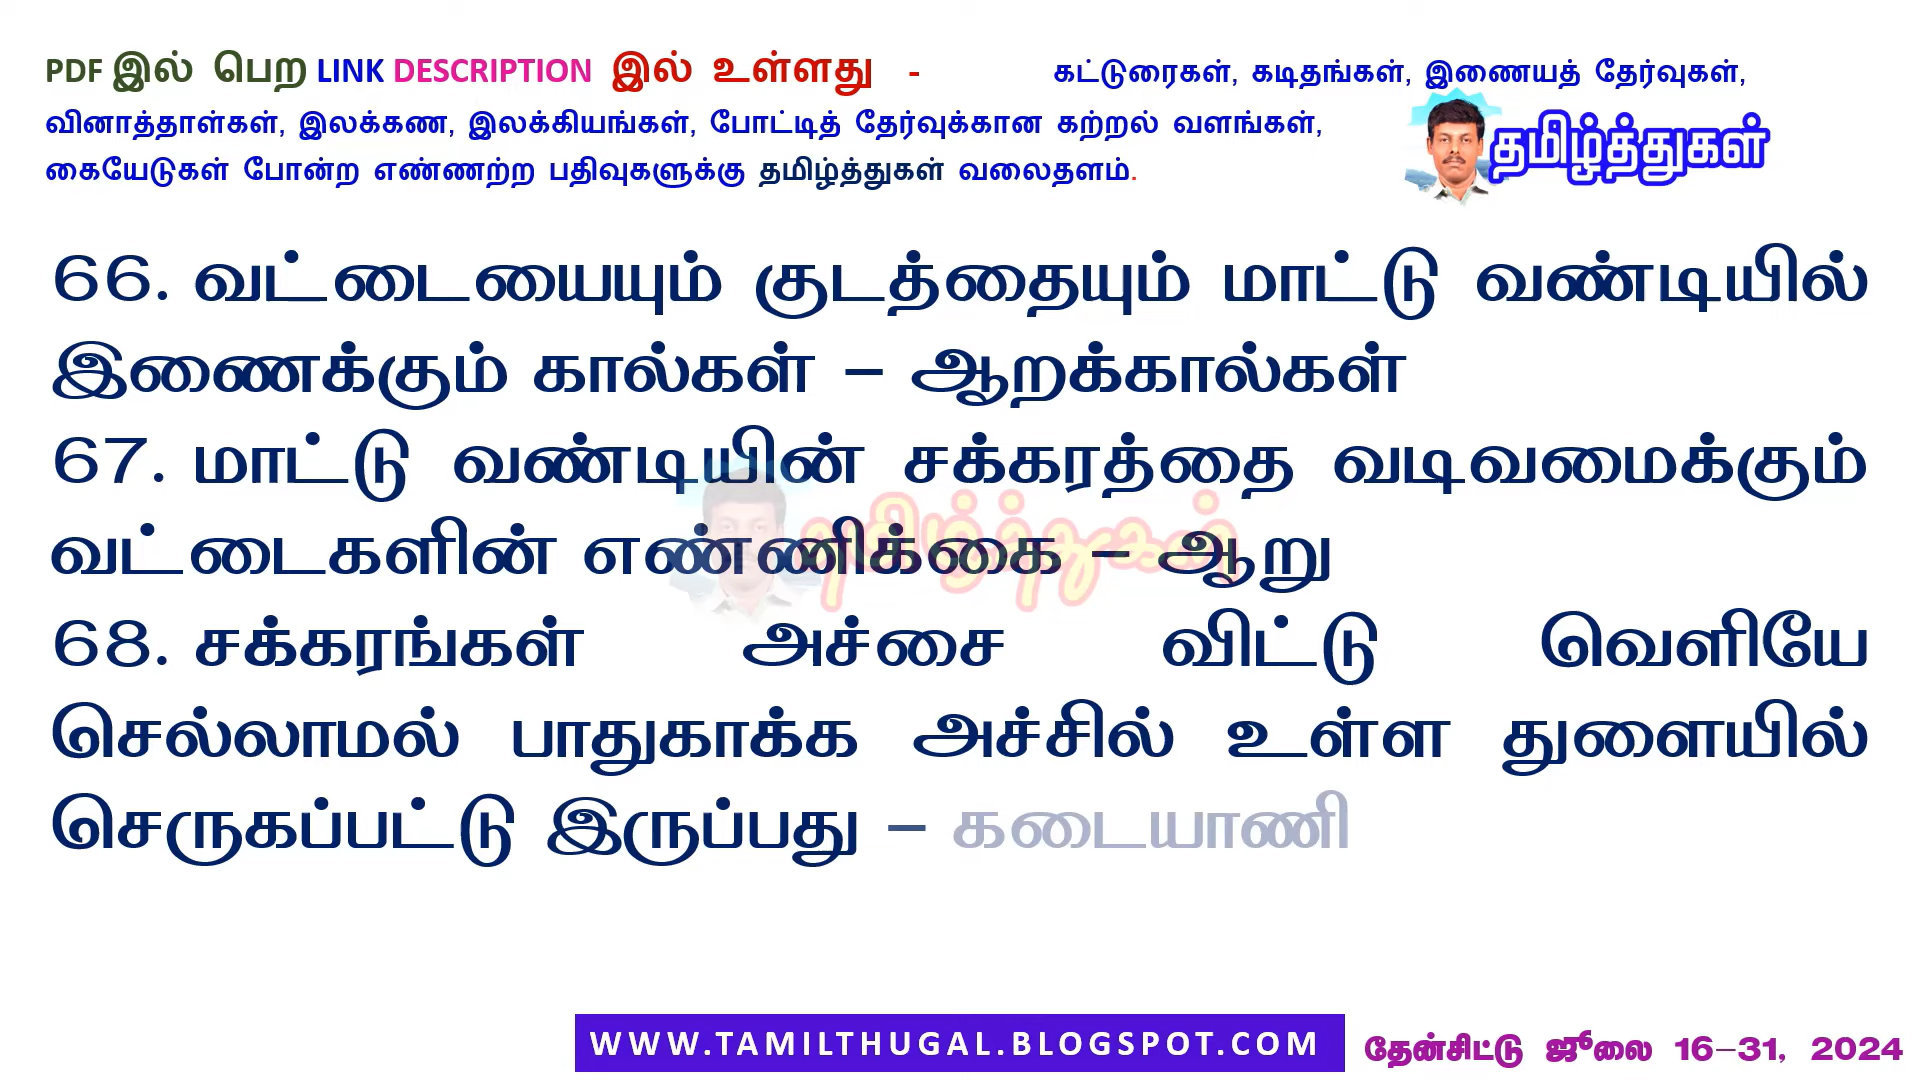 PDF இல் பெற LINK DESCRIPTION இல் உள்ளது - கட்டுரைகள், கடிதங்கள், இணையத் தேர்வுகள்,
வினாத்தாள்கள், இலக்கண, இலக்கியங்கள், போட்டித் தேர்வுக்கான கற்றல் வளங்கள்,
தமிழ்த்துகள்
கையேடுகள் போன்ற எண்ணற்ற பதிவுகளுக்கு தமிழ்த்துகள் வலைதளம்.
66. வட்டையையும் குடத்தையும் மாட்டு வண்டியில்
இணைக்கும் கால்கள் – ஆறக்கால்கள்
67. மாட்டு வண்டியின் சக்கரத்தை வடிவமைக்கும்
வட்டைகளின் எண்ணிக்கை – ஆறு
தமிழ்த்துகள்
68. சக்கரங்கள் அச்சை விட்டு வெளியே
செல்லாமல் பாதுகாக்க அச்சில் உள்ள துளையில்
செருகப்பட்டு இருப்பது – கடையாணி
WWW.TAMILTHUGAL.BLOGSPOT.COM
தேன்சிட்டு ஜூலை 16–31, 2024